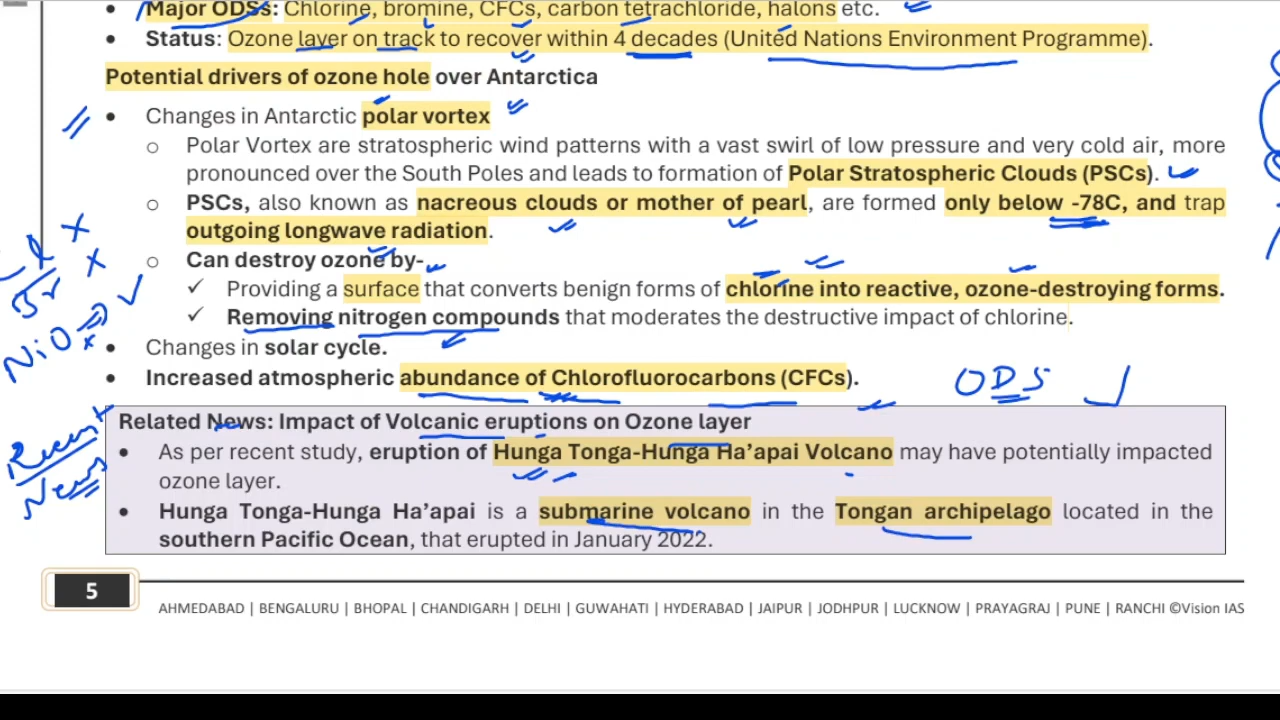 • Major ODSs: Chlorine, bromine, CFCs, carbon tetrachloride, halons etc.
• Status: Ozone layer on track to recover within 4 decades (United Nations Environment Programme).
Potential drivers of ozone hole over Antarctica
• Changes in Antarctic polar vortex
o Polar Vortex are stratospheric wind patterns with a vast swirl of low pressure and very cold air, more
pronounced over the South Poles and leads to formation of Polar Stratospheric Clouds (PSCs).
o PSCs, also known as nacreous clouds or mother of pearl, are formed only below -78C, and trap
outgoing longwave radiation.
o Can destroy ozone by-
✓ Providing a surface that converts benign forms of chlorine into reactive, ozone-destroying forms.
✓ Removing nitrogen compounds that moderates the destructive impact of chlorine.
• Changes in solar cycle.
• Increased atmospheric abundance of Chlorofluorocarbons (CFCs).
ODS
Recent
News
Related News: Impact of Volcanic eruptions on Ozone layer
• As per recent study, eruption of Hunga Tonga-Hunga Ha’apai Volcano may have potentially impacted
ozone layer.
• Hunga Tonga-Hunga Ha’apai is a submarine volcano in the Tongan archipelago located in the
southern Pacific Ocean, that erupted in January 2022.
5
AHMEDABAD | BENGALURU | BHOPAL | CHANDIGARH | DELHI | GUWAHATI | HYDERABAD | JAIPUR | JODHPUR | LUCKNOW | PRAYAGRAJ | PUNE | RANCHI ©Vision IAS